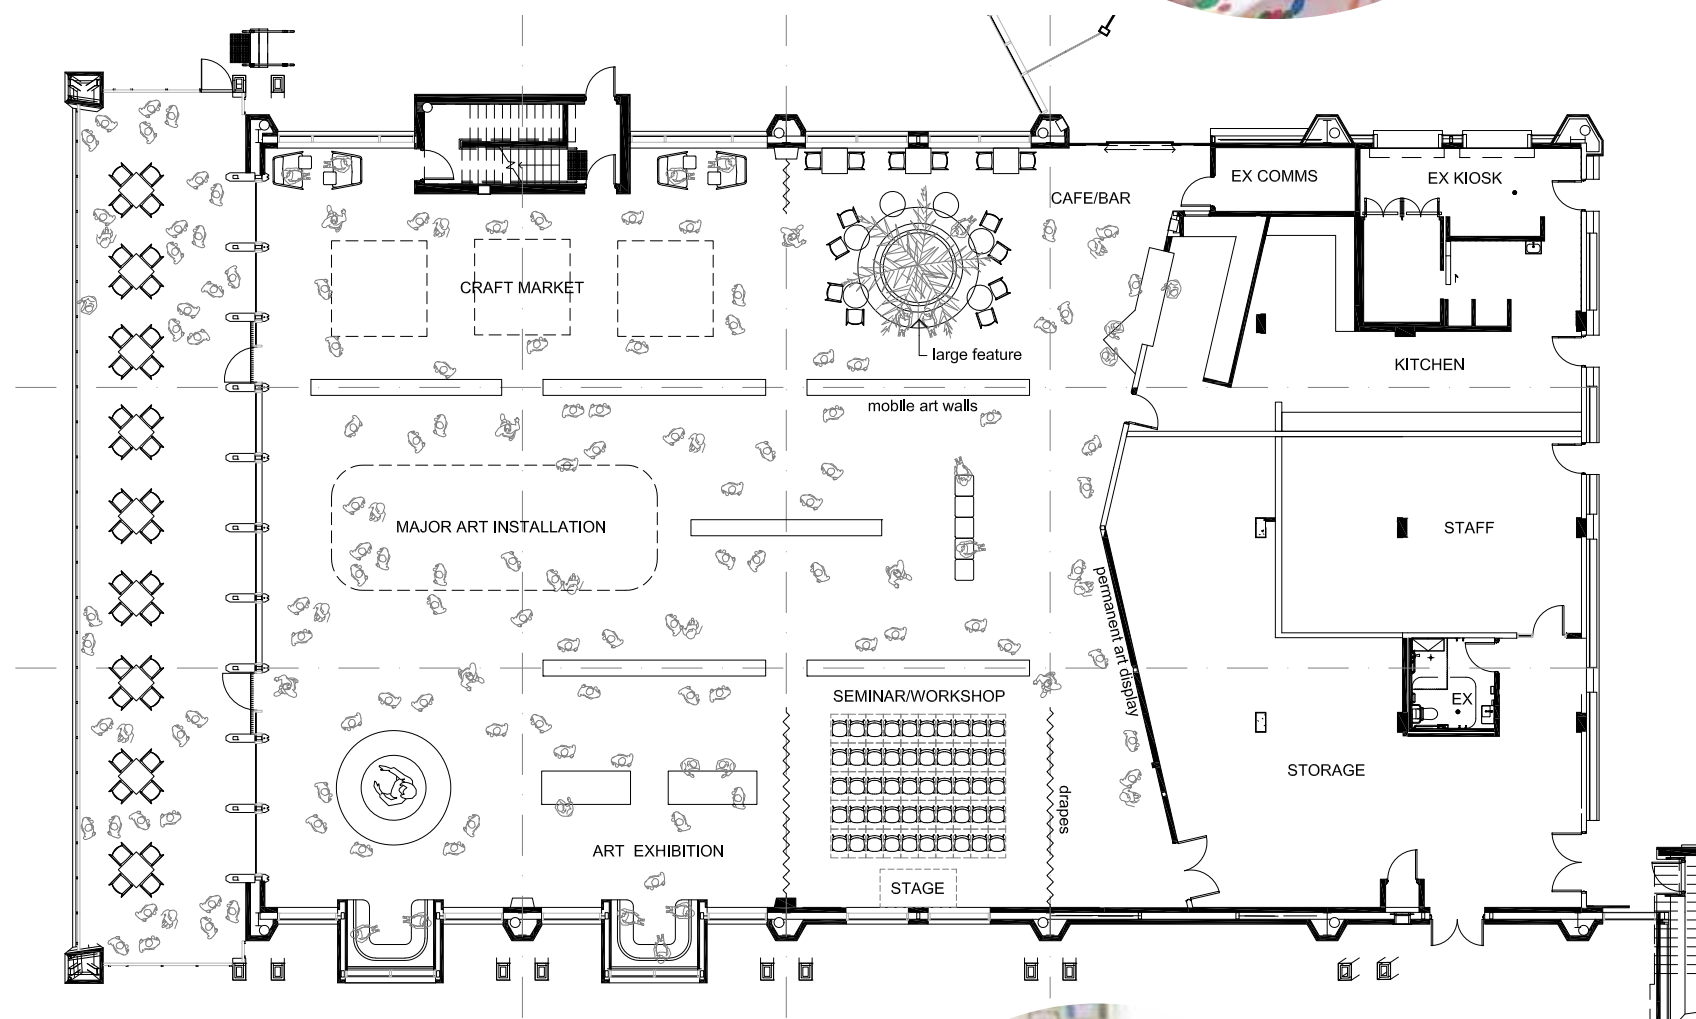 EX COMMS
EX KIOSK
CAFE/BAR
CRAFT MARKET
large feature
KITCHEN
mobile art walls
MAJOR ART INSTALLATION
STAFF
permanent art display
SEMINAR/WORKSHOP
EX
STORAGE
drapes
ART EXHIBITION
STAGE